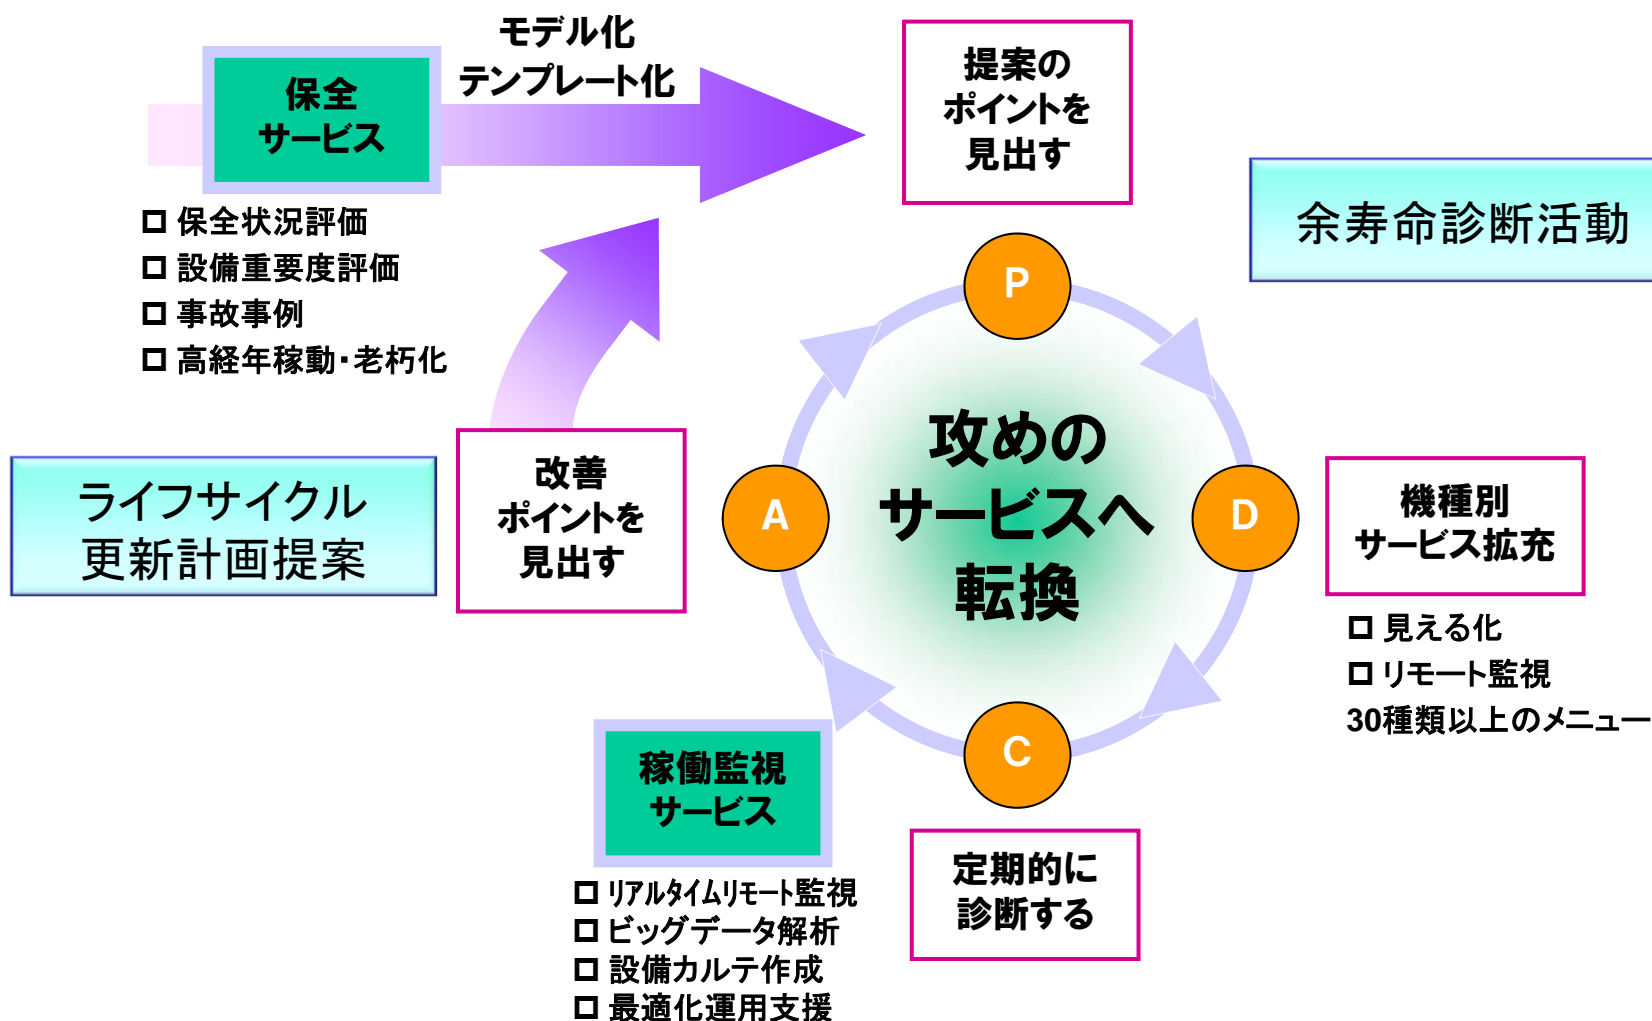 モデル化
テンプレート化
保全
サービス
提案の
ポイントを
見出す
余寿命診断活動
保全状況評価
設備重要度評価
事故事例
高経年稼動・老朽化
P
攻めの
サービスへ
転換
A
D
C
改善
ポイントを
見出す
ライフサイクル
更新計画提案
機種別
サービス拡充
見える化
リモート監視
30種類以上のメニュー
稼働監視
サービス
リアルタイムリモート監視
ビッグデータ解析
設備カルテ作成
最適化運用支援
定期的に
診断する